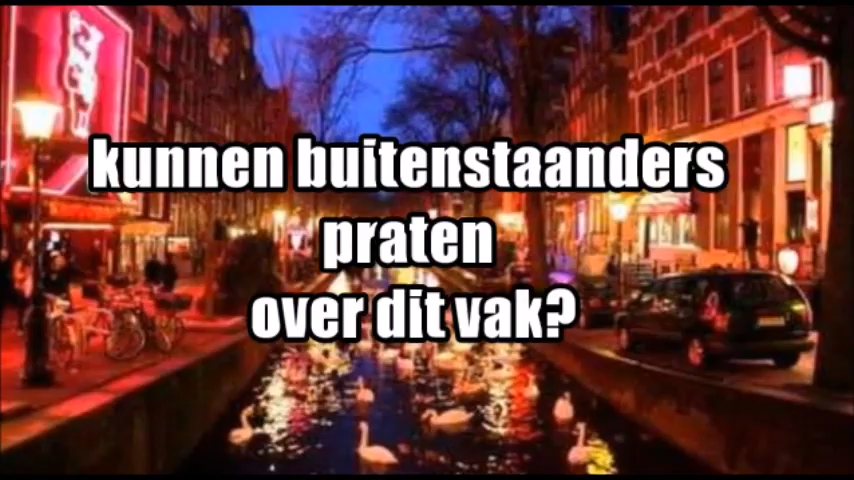 kunnen buitenstaanders
praten
over dit vak?